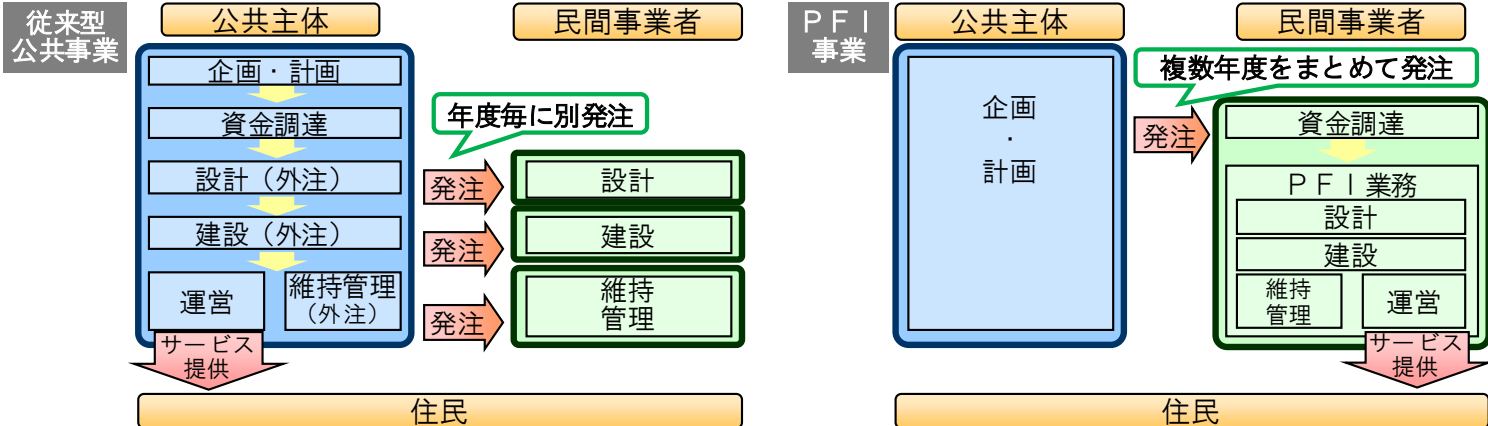 従来型
公共事業
公共主体
民間事業者
企画・計画
資金調達
設計（外注）
建設（外注）
運営
維持管理
（外注）
年度毎に別発注
発注
設計
発注
建設
発注
維持
管理
サービス
提供
住民
ＰＦＩ
事業
公共主体
民間事業者
企画
・
計画
複数年度をまとめて発注
発注
資金調達
ＰＦＩ業務
設計
建設
維持
管理
運営
サービス
提供
住民